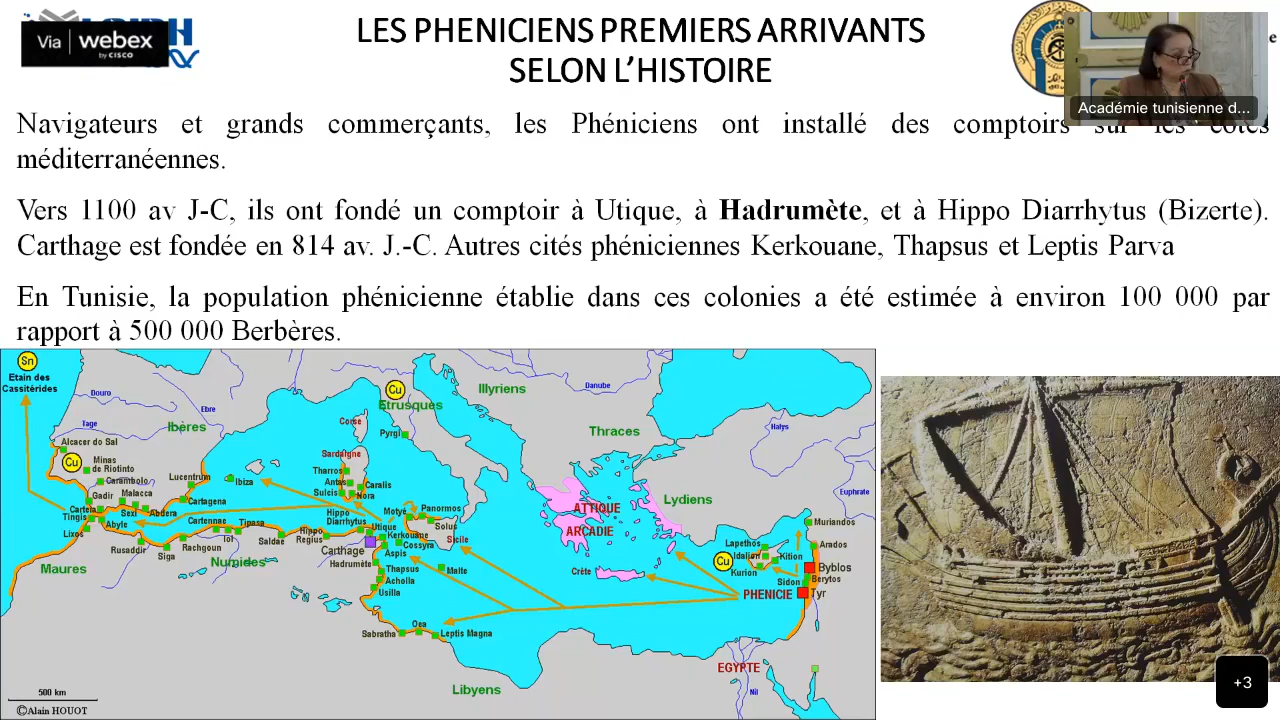 Via webex
by CISCO
LES PHENICIENS PREMIERS ARRIVANTS
SELON L'HISTOIRE
Académie tunisienne d...
Navigateurs et grands commerçants, les Phéniciens ont installé des comptoirs sur les côtes
méditerranéennes.
Vers 1100 av J-C, ils ont fondé un comptoir à Utique, à Hadrumète, et à Hippo Diarrhytus (Bizerte).
Carthage est fondée en 814 av. J.-C. Autres cités phéniciennes Kerkouane, Thapsus et Leptis Parva
En Tunisie, la population phénicienne établie dans ces colonies a été estimée à environ 100 000 par
rapport à 500 000 Berbères.
Sn
Etain des
Cassitérides
Douro
Ebre
Tage
Ibères
Alcacer do Sal
Cu
Minas
de Riotinto
Carambolo
Gadir
Malacca
Lucentrum
Cartagena
Carteia
Sexi
Abdera
Tingis
Abyle
Lixos
Rusaddir
Siga
Rachgoun
Cartennae
Iol
Tipasa
Saldae
Hippo
Regius
Maures
Numides
Ibiza
Cu
Etrusques
Pyrgi
Corse
Sardaigne
Tharros
Antas
Sulcis
Caralis
Nora
Hippo
Diarrhytus
Utique
Carthage
Kerkouane
Cossyra
Aspis
Motyé
Panormos
Solus
Sicile
Hadrumète
Thapsus
Acholla
Usilla
Malte
Sabratha
Oea
Leptis Magna
Libyens
Illyriens
Danube
Thraces
ATTIQUE
ARCADIE
Crète
Lydiens
Halys
Euphrate
Muriandos
Lapethos
Idalion
Kition
Cu
Kurion
Arados
Byblos
Sidon
Berytos
PHENICIE
Tyr
EGYPTE
Nil
500 km
©Alain HOUOT
+3